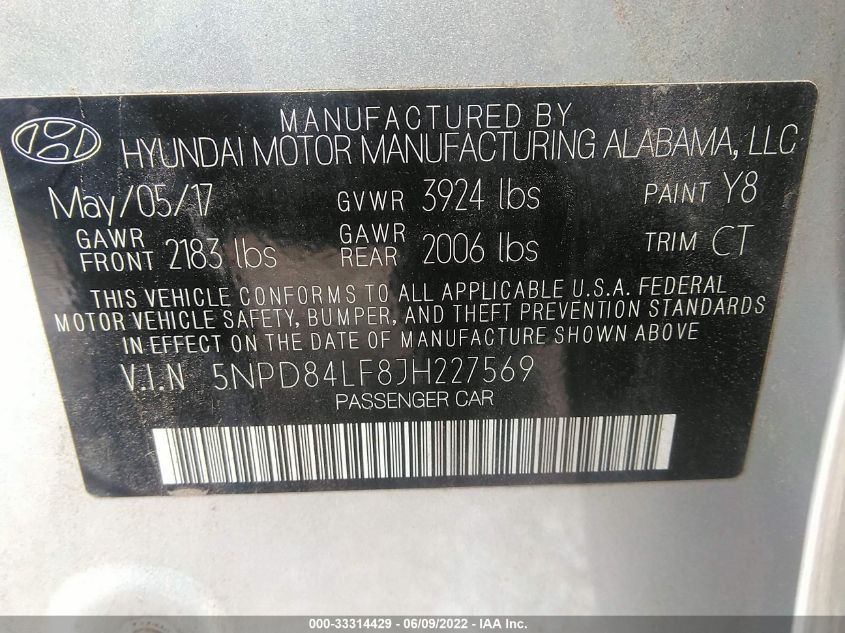 MANUFACTURED BY
HYUNDAI MOTOR MANUFACTURING ALABAMA, LLC
May/05/17 GVWR 3924 lbs PAINT Y8
GAWR FRONT 2183 lbs GAWR REAR 2006 lbs TRIM CT
THIS VEHICLE CONFORMS TO ALL APPLICABLE U.S.A. FEDERAL
MOTOR VEHICLE SAFETY, BUMPER, AND THEFT PREVENTION STANDARDS
IN EFFECT ON THE DATE OF MANUFACTURE SHOWN ABOVE
V.I.N 5NPD84LF8JH227569
PASSENGER CAR
000-33314429 - 06/09/2022 - IAA Inc.